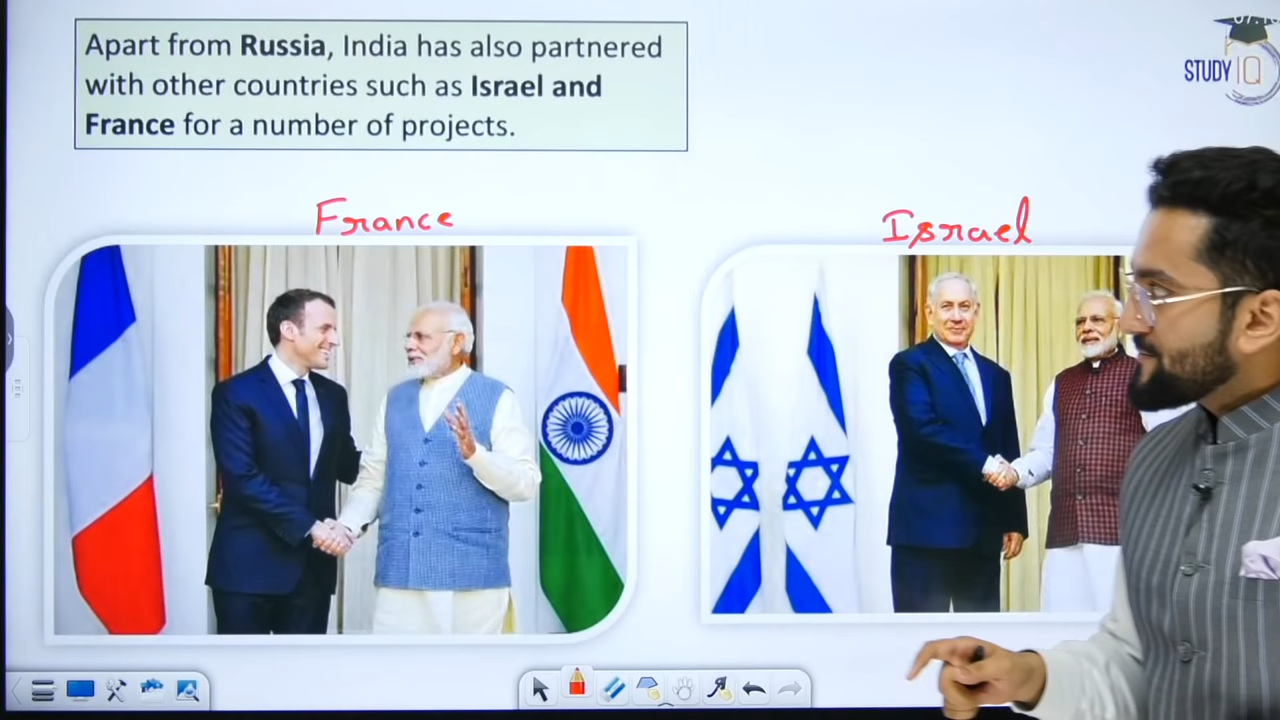 Apart from Russia, India has also partnered
with other countries such as Israel and
France for a number of projects.
STUDY IQ
France
Israel